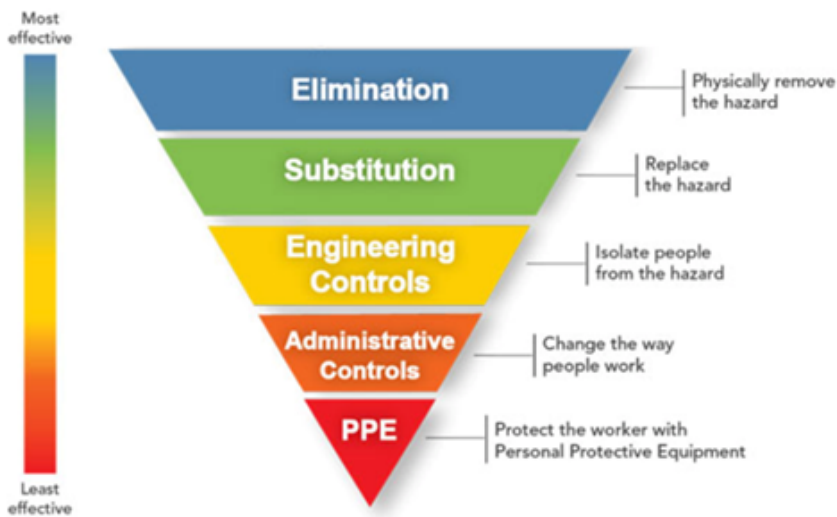 Most
effective
Elimination
Physically remove
the hazard
Substitution
Replace
the hazard
Engineering
Controls
Isolate people
from the hazard
Administrative
Controls
Change the way
people work
PPE
Protect the worker with
Personal Protective Equipment
Least
effective